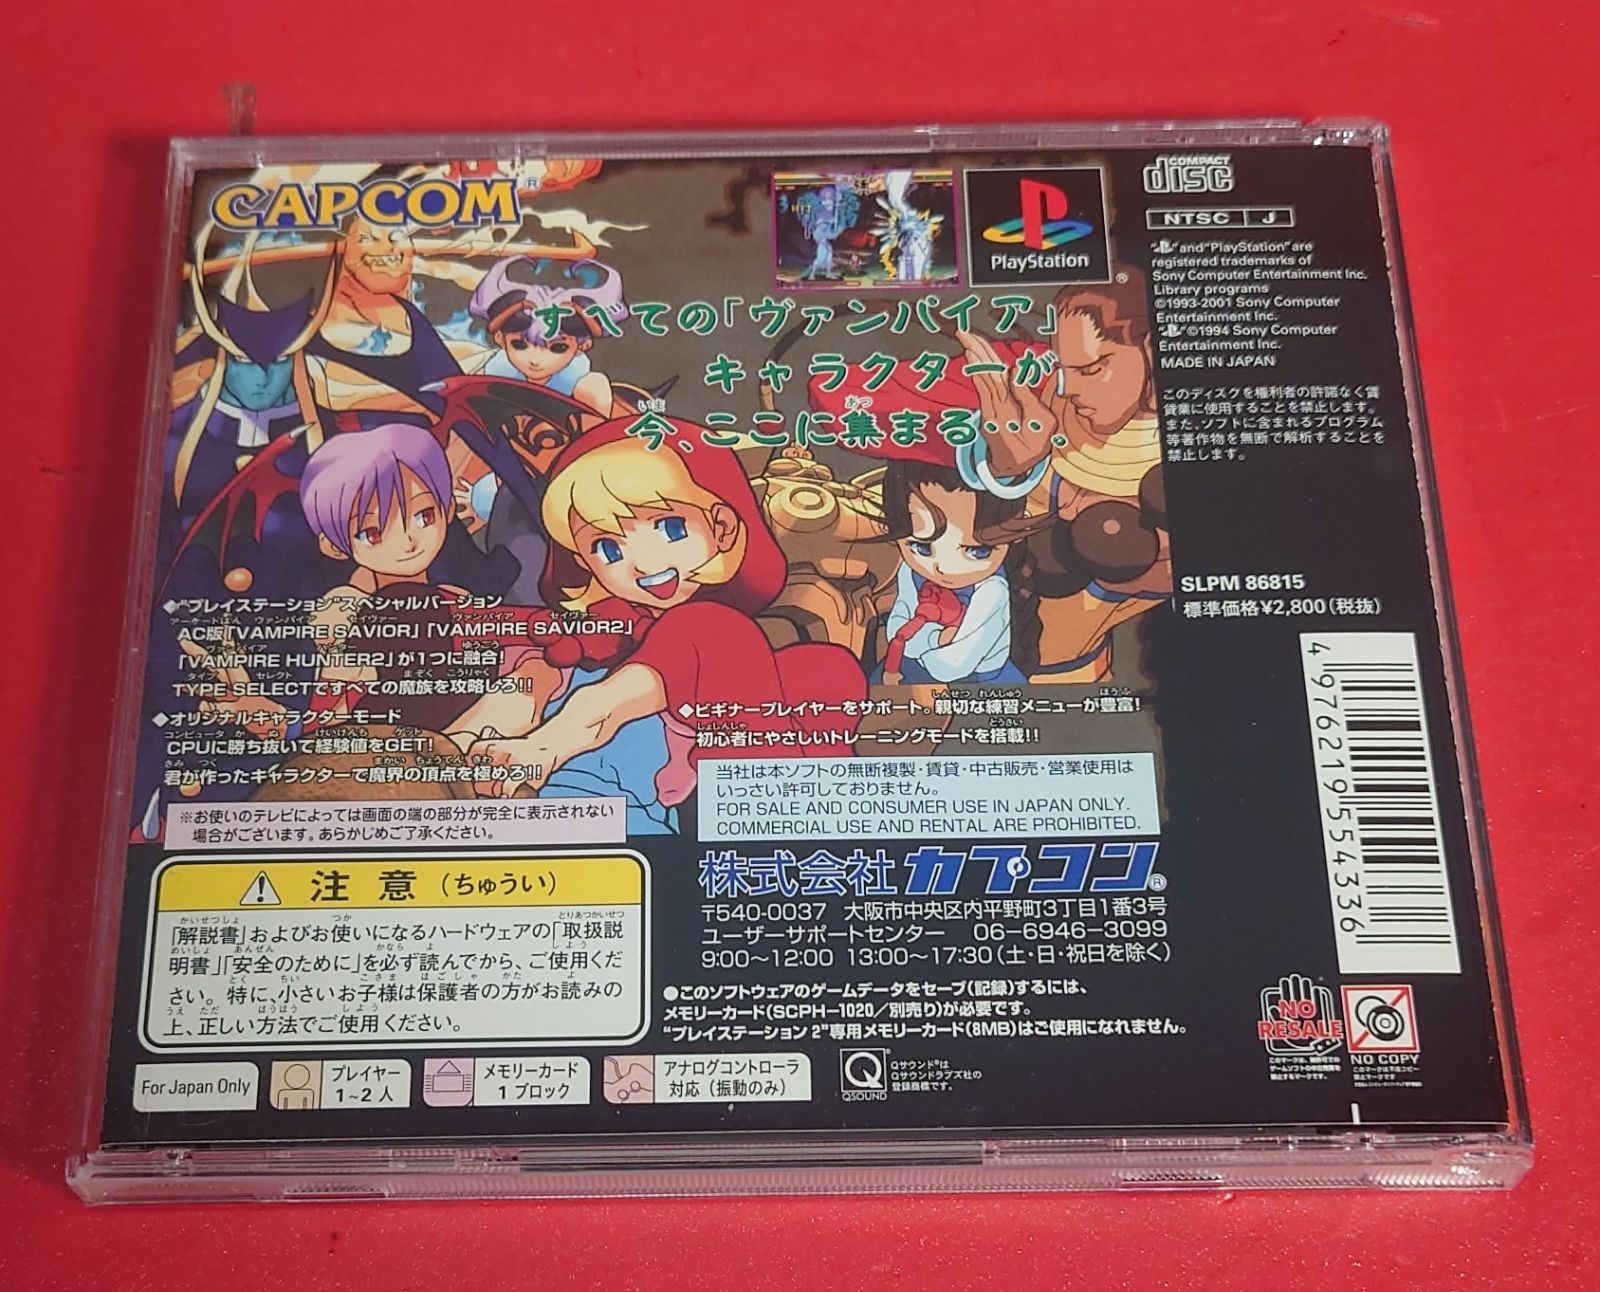 CAPCOM®
PlayStation
®
COMPACT
disc
NTSC J
" " and "PlayStation" are
registered trademarks of
Sony Computer Entertainment Inc.
Library programs
©1993-2001 Sony Computer
Entertainment Inc.
" " ©1994 Sony Computer
Entertainment Inc.
MADE IN JAPAN
このディスクを権利者の許諾なく賃
貸業に使用することを禁止します。
また、ソフトに含まれるプログラム
等著作物を無断で解析することを
禁止します。
すべての「ヴァンパイア」
キャラクターが
今、ここに集まる・・・。
SLPM 86815
標準価格¥2,800(税抜)
4 976219 554336
◆"プレイステーション"スペシャルバージョン
AC版「VAMPIRE SAVIOR」「VAMPIRE SAVIOR2」
「VAMPIRE HUNTER2」が1つに融合!
TYPE SELECTですべての魔族を攻略しろ!!
◆オリジナルキャラクターモード
CPUに勝ち抜いて経験値をGET!
君が作ったキャラクターで魔界の頂点を極めろ!!
◆ビギナープレイヤーをサポート。親切な練習メニューが豊富!
初心者にやさしいトレーニングモードを搭載!!
※お使いのテレビによっては画面の端の部分が完全に表示されない
場合がございます。あらかじめご了承ください。
当社は本ソフトの無断複製・賃貸・中古販売・営業使用は
いっさい許可しておりません。
FOR SALE AND CONSUMER USE IN JAPAN ONLY.
COMMERCIAL USE AND RENTAL ARE PROHIBITED.
注意(ちゅうい)
「解説書」およびお使いになるハードウェアの「取扱説
明書」「安全のために」を必ず読んでから、ご使用くだ
さい。特に、小さいお子様は保護者の方がお読みの
上、正しい方法でご使用ください。
株式会社 カプコン®
〒540-0037 大阪市中央区内平野町3丁目1番3号
ユーザーサポートセンター 06-6946-3099
9:00〜12:00 13:00〜17:30(土・日・祝日を除く)
●このソフトウェアのゲームデータをセーブ(記録)するには、
メモリーカード(SCPH-1020/別売り)が必要です。
"プレイステーション 2"専用メモリーカード(8MB)はご使用になれません。
For Japan Only
プレイヤー
1~2人
メモリーカード
1ブロック
アナログコントローラ
対応(振動のみ)
Q
QSOUND
Qサウンド®は
Qサウンドラブズ社の
登録商標です。
NO
RESALE
NO COPY